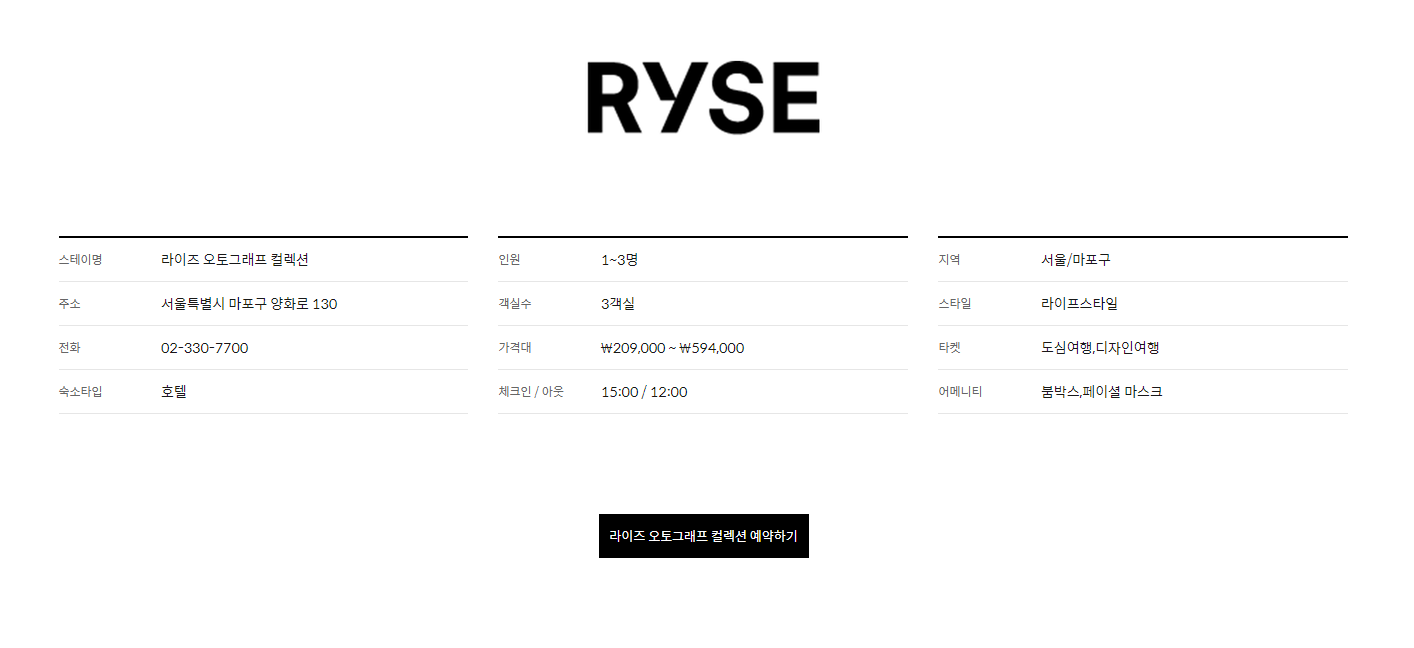 RYSE
스테이명 라이즈 오토그래프 컬렉션
주소 서울특별시 마포구 양화로 130
전화 02-330-7700
숙소타입 호텔
인원 1~3명
객실수 3객실
가격대 ₩209,000 ~ ₩594,000
체크인 / 아웃 15:00 / 12:00
지역 서울/마포구
스타일 라이프스타일
타켓 도심여행,디자인여행
어메니티 붐박스,페이셜 마스크
라이즈 오토그래프 컬렉션 예약하기